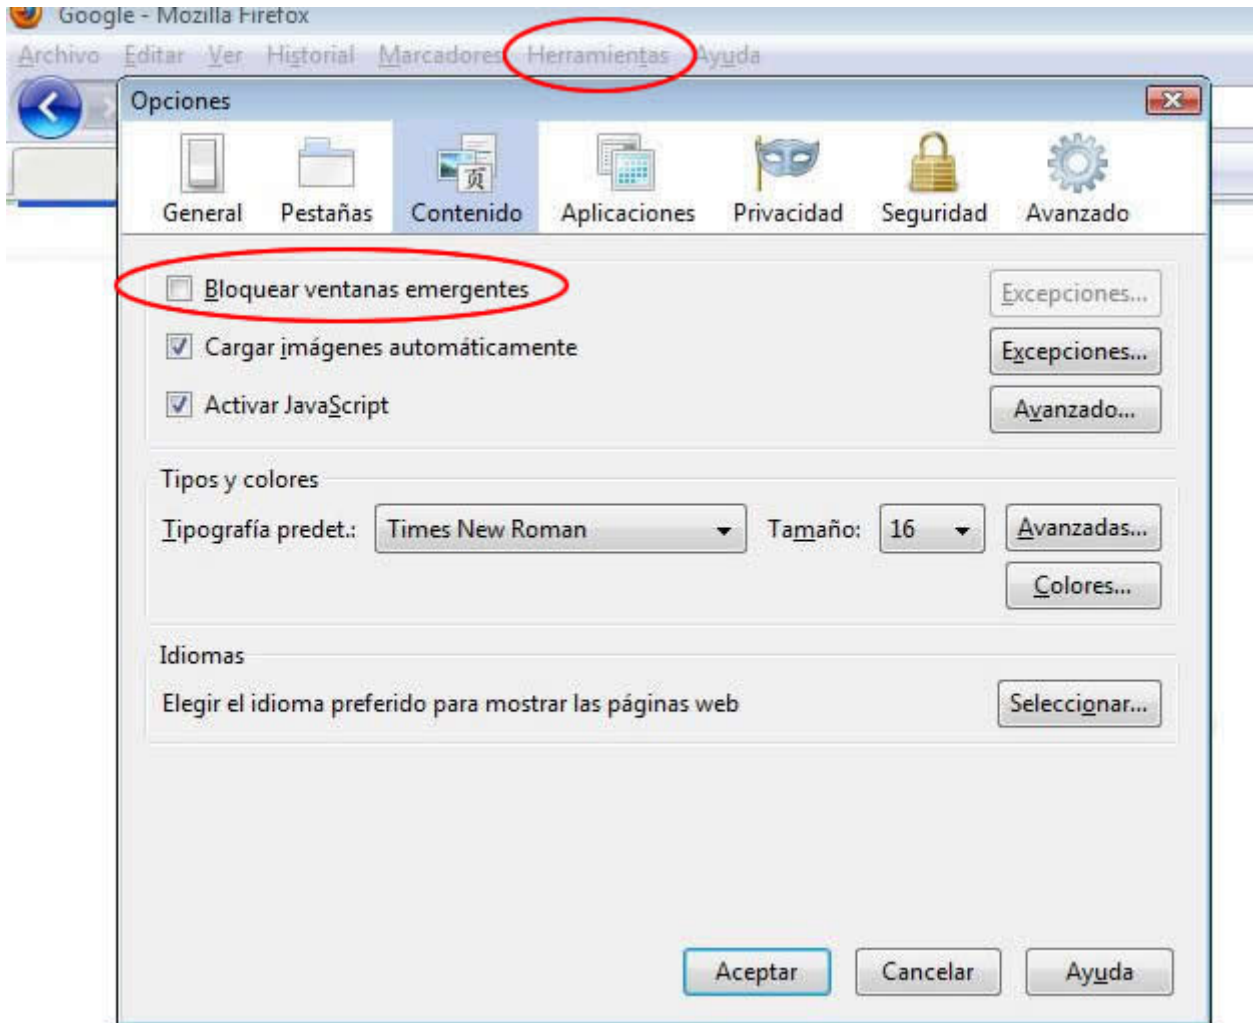 Google - Mozilla Firefox
Archivo Editar Ver Historial Marcadores Herramientas Ayuda
Opciones
页
General Pestañas Contenido Aplicaciones Privacidad Seguridad Avanzado
Bloquear ventanas emergentes Excepciones...
Cargar imágenes automáticamente Excepciones...
Activar JavaScript Avanzado...
Tipos y colores
Tipografía predet.: Times New Roman Tamaño: 16 Avanzadas...
Colores...
Idiomas
Elegir el idioma preferido para mostrar las páginas web Seleccionar...
Aceptar Cancelar Ayuda